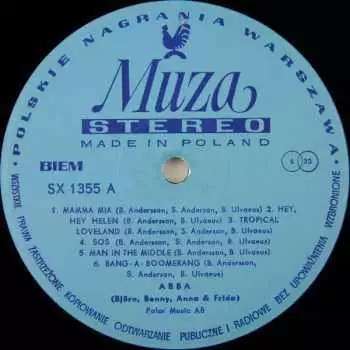 POLSKIE NAGRANIA WARSZAWA
Muza
STEREO
MADE IN POLAND
BIEM
SX 1355 A
33
1. MAMMA MIA (B. Andersson, S. Anderson, B. Ulvaeus) 2. HEY,
HEY HELEN (B. Andersson, B. Ulvaeus) 3. TROPICAL
LOVELAND (B. Andersson, S. Anderson, B. Ulvaeus)
4. SOS (B. Andersson, S. Anderson, B. Ulvaeus)
5. MAN IN THE MIDDLE (B. Andersson, B. Ulvaeus)
6. BANG-A-BOOMERANG (B. Andersson,
S. Anderson, B. Ulvaeus)
ABBA
(Björn, Benny, Anna & Frida)
Polar Music AB
WSZELKIE PRAWA ZASTRZEŻONE KOPIOWANIE ODTWARZANIE PUBLICZNE I RADIOWE BEZ UPOWAŻNIENIA WZBRONIONE